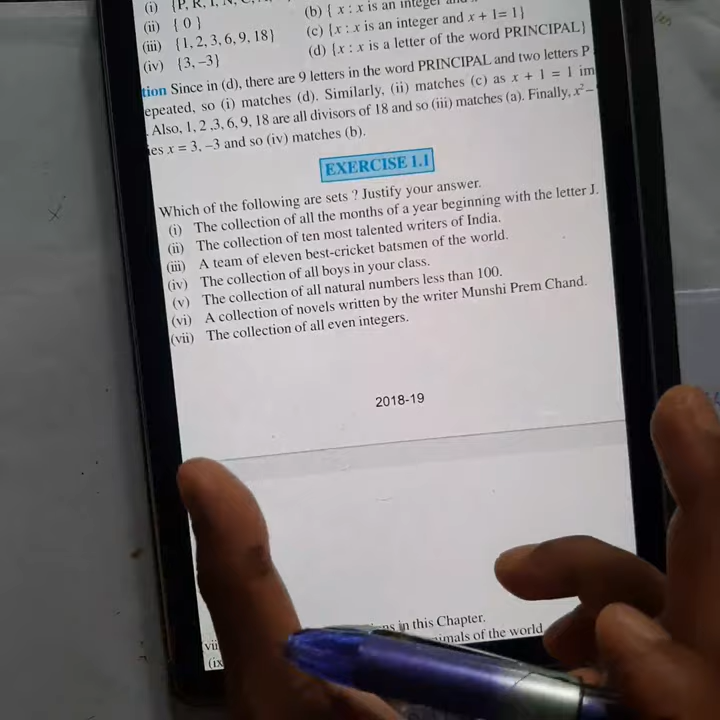 (i) {P, R, I, N, C, A,
(ii) { 0 }
(iii) {1, 2, 3, 6, 9, 18}
(iv) {3, –3}
(b) { x : x is an integer and
(c) {x : x is an integer and x + 1= 1}
(d) {x : x is a letter of the word PRINCIPAL}
tion Since in (d), there are 9 letters in the word PRINCIPAL and two letters P
epeated, so (i) matches (d). Similarly, (ii) matches (c) as x + 1 = 1 im
. Also, 1, 2 ,3, 6, 9, 18 are all divisors of 18 and so (iii) matches (a). Finally, x² –
ies x = 3, –3 and so (iv) matches (b).
EXERCISE 1.1
Which of the following are sets ? Justify your answer.
(i) The collection of all the months of a year beginning with the letter J.
(ii) The collection of ten most talented writers of India.
(iii) A team of eleven best-cricket batsmen of the world.
(iv) The collection of all boys in your class.
(v) The collection of all natural numbers less than 100.
(vi) A collection of novels written by the writer Munshi Prem Chand.
(vii) The collection of all even integers.
2018-19
in this Chapter.
of the world